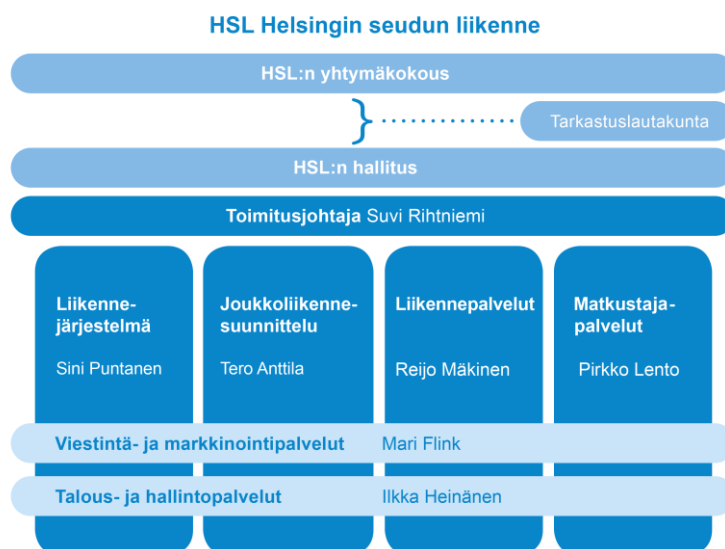 HSL Helsingin seudun liikenne
HSL:n yhtymäkokous
Tarkastuslautakunta
HSL:n hallitus
Toimitusjohtaja Suvi Rihtniemi
Liikenne-
järjestelmä
Sini Puntanen
Joukkoliikenne-
suunnittelu
Tero Anttila
Liikennepalvelut
Reijo Mäkinen
Matkustaja-
palvelut
Pirkko Lento
Viestintä- ja markkinointipalvelut Mari Flink
Talous- ja hallintopalvelut Ilkka Heinänen